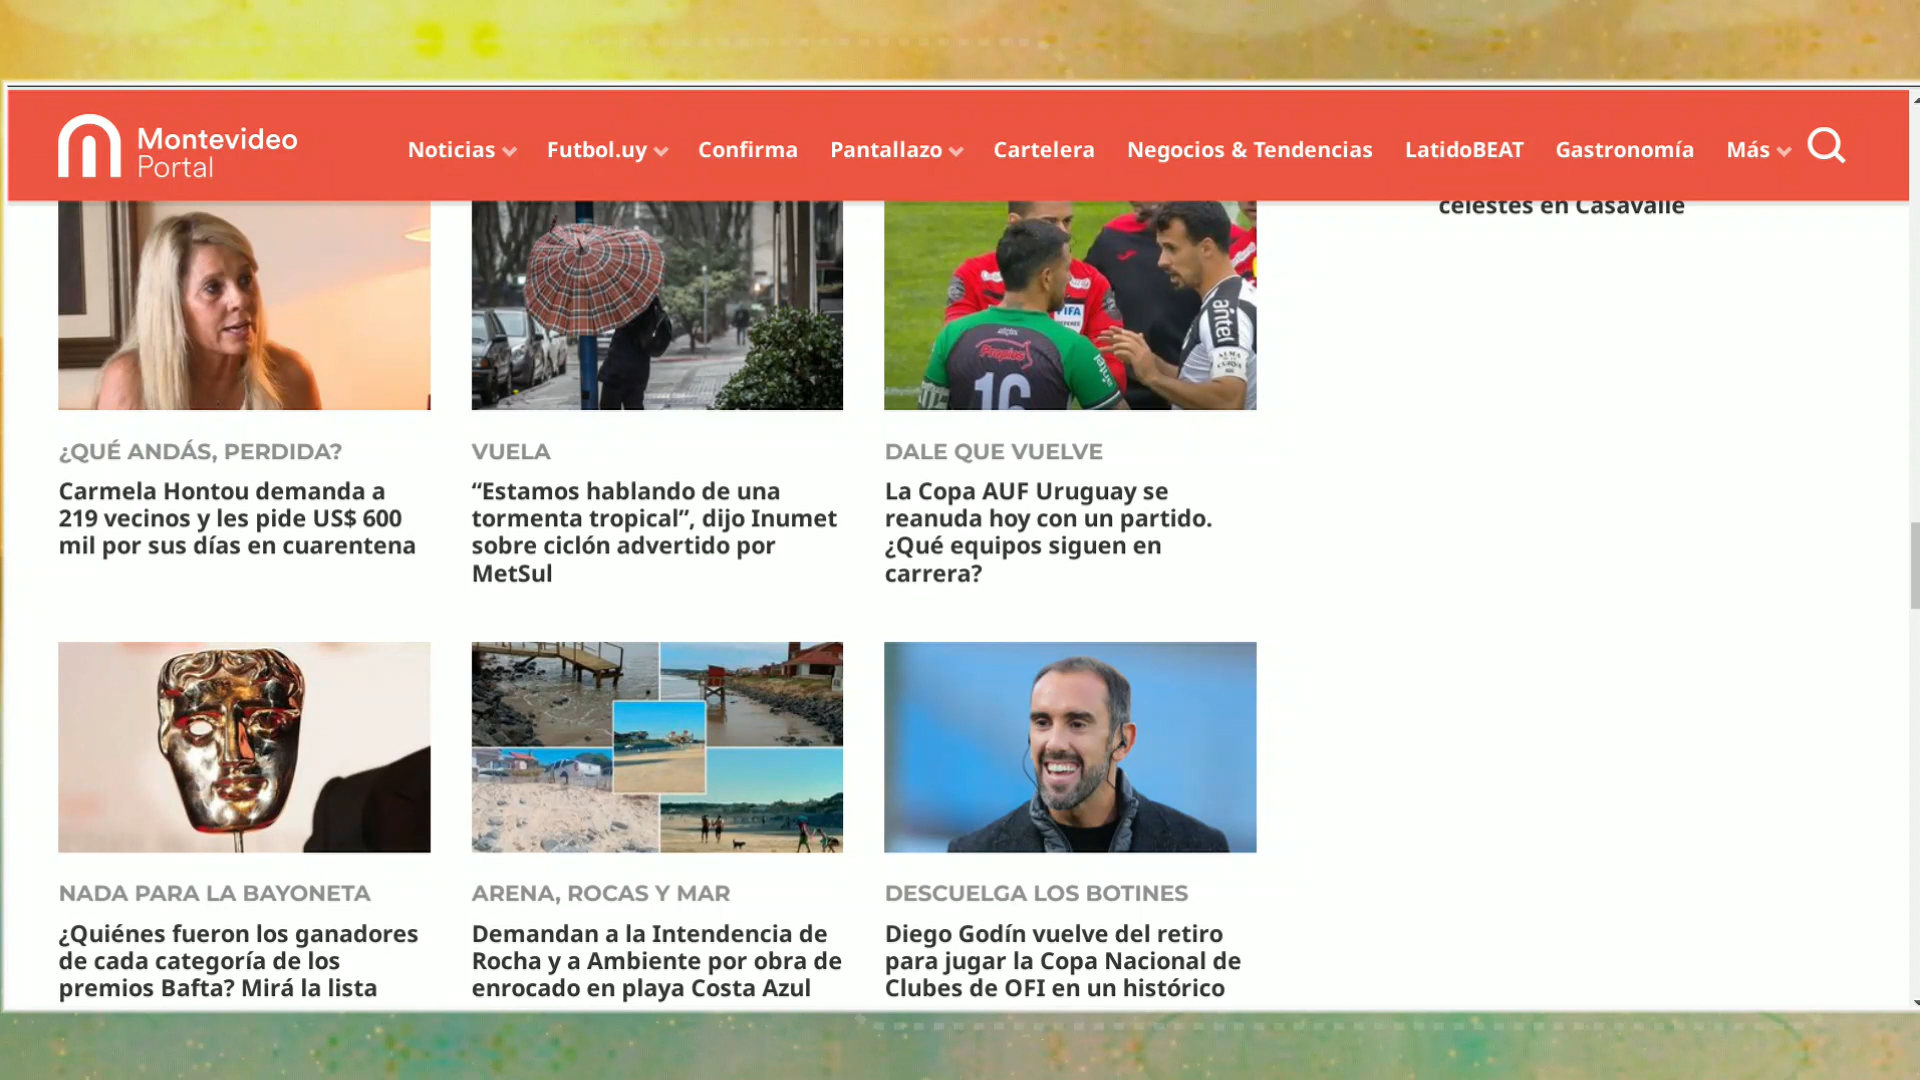 Montevideo
Portal
Noticias
Futbol.uy
Confirma
Pantallazo
Cartelera
Negocios & Tendencias
LatidoBEAT
Gastronomía
Más
celestes en Casavalle
FIFA
antel
Propios
antel
16
ALMA
¿QUÉ ANDÁS, PERDIDA?
Carmela Hontou demanda a
219 vecinos y les pide US$ 600
mil por sus días en cuarentena
VUELA
“Estamos hablando de una
tormenta tropical”, dijo Inumet
sobre ciclón advertido por
MetSul
DALE QUE VUELVE
La Copa AUF Uruguay se
reanuda hoy con un partido.
¿Qué equipos siguen en
carrera?
NADA PARA LA BAYONETA
¿Quiénes fueron los ganadores
de cada categoría de los
premios Bafta? Mirá la lista
ARENA, ROCAS Y MAR
Demandan a la Intendencia de
Rocha y a Ambiente por obra de
enrocado en playa Costa Azul
DESCUELGA LOS BOTINES
Diego Godín vuelve del retiro
para jugar la Copa Nacional de
Clubes de OFI en un histórico